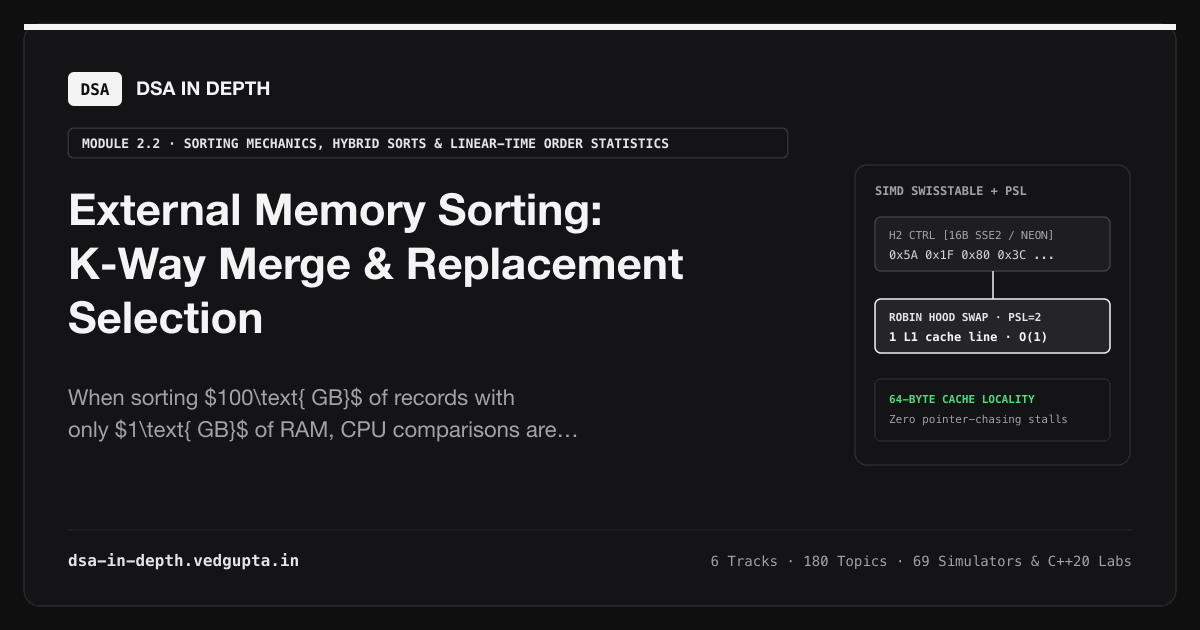 DSA
DSA IN DEPTH
MODULE 2.2 · SORTING MECHANICS, HYBRID SORTS & LINEAR-TIME ORDER STATISTICS
External Memory Sorting:
K-Way Merge & Replacement
Selection
When sorting $100\text{ GB}$ of records with
only $1\text{ GB}$ of RAM, CPU comparisons are...
SIMD SWISSTABLE + PSL
H2 CTRL [16B SSE2 / NEON]
0x5A 0x1F 0x80 0x3C ...
ROBIN HOOD SWAP · PSL=2
1 L1 cache line · O(1)
64-BYTE CACHE LOCALITY
Zero pointer-chasing stalls
dsa-in-depth.vedgupta.in
6 Tracks · 180 Topics · 69 Simulators & C++20 Labs